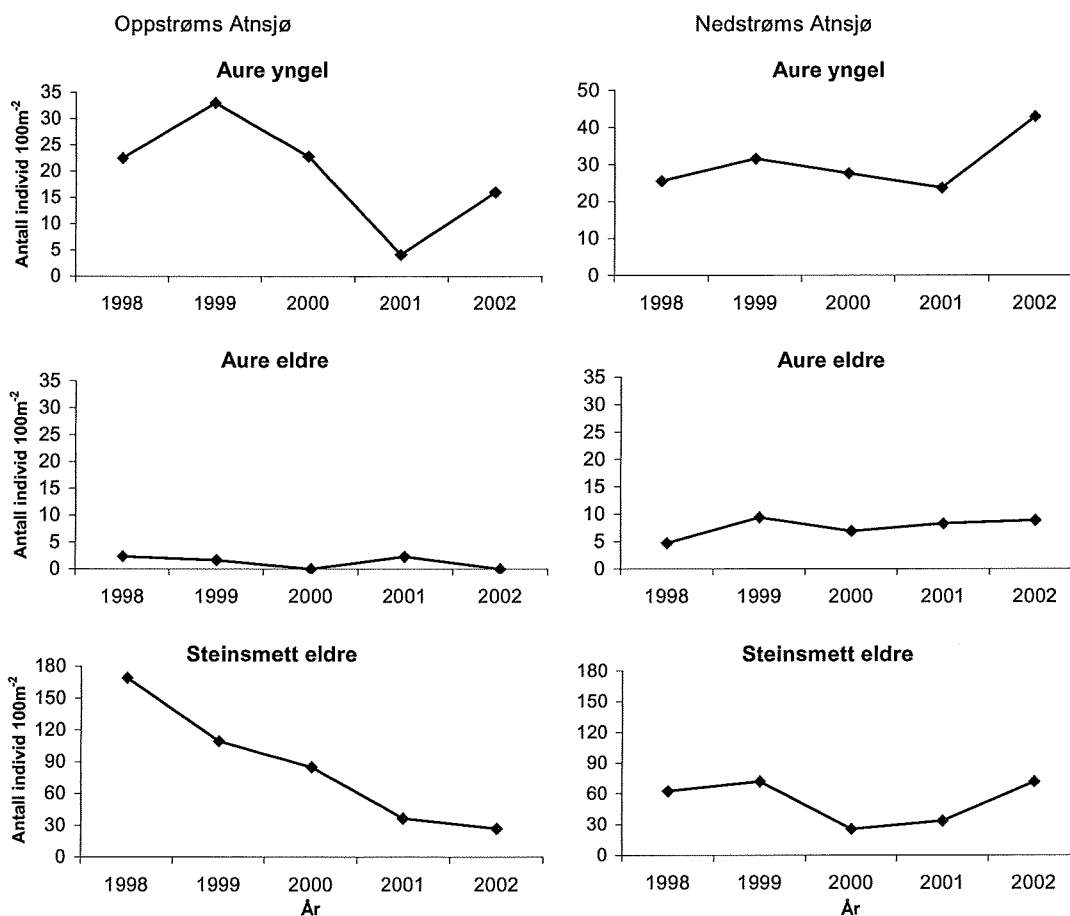 Oppstrøms Atnsjø
Nedstrøms Atnsjø
Aure yngel
Antall individ 100m⁻²
35
30
25
20
15
10
5
0
1998 1999 2000 2001 2002
Aure yngel
50
40
30
20
10
0
1998 1999 2000 2001 2002
Aure eldre
Antall individ 100m⁻²
35
30
25
20
15
10
5
0
1998 1999 2000 2001 2002
Aure eldre
35
30
25
20
15
10
5
0
1998 1999 2000 2001 2002
Steinsmett eldre
Antall individ 100m⁻²
180
150
120
90
60
30
0
1998 1999 2000 2001 2002
År
Steinsmett eldre
180
150
120
90
60
30
0
1998 1999 2000 2001 2002
År